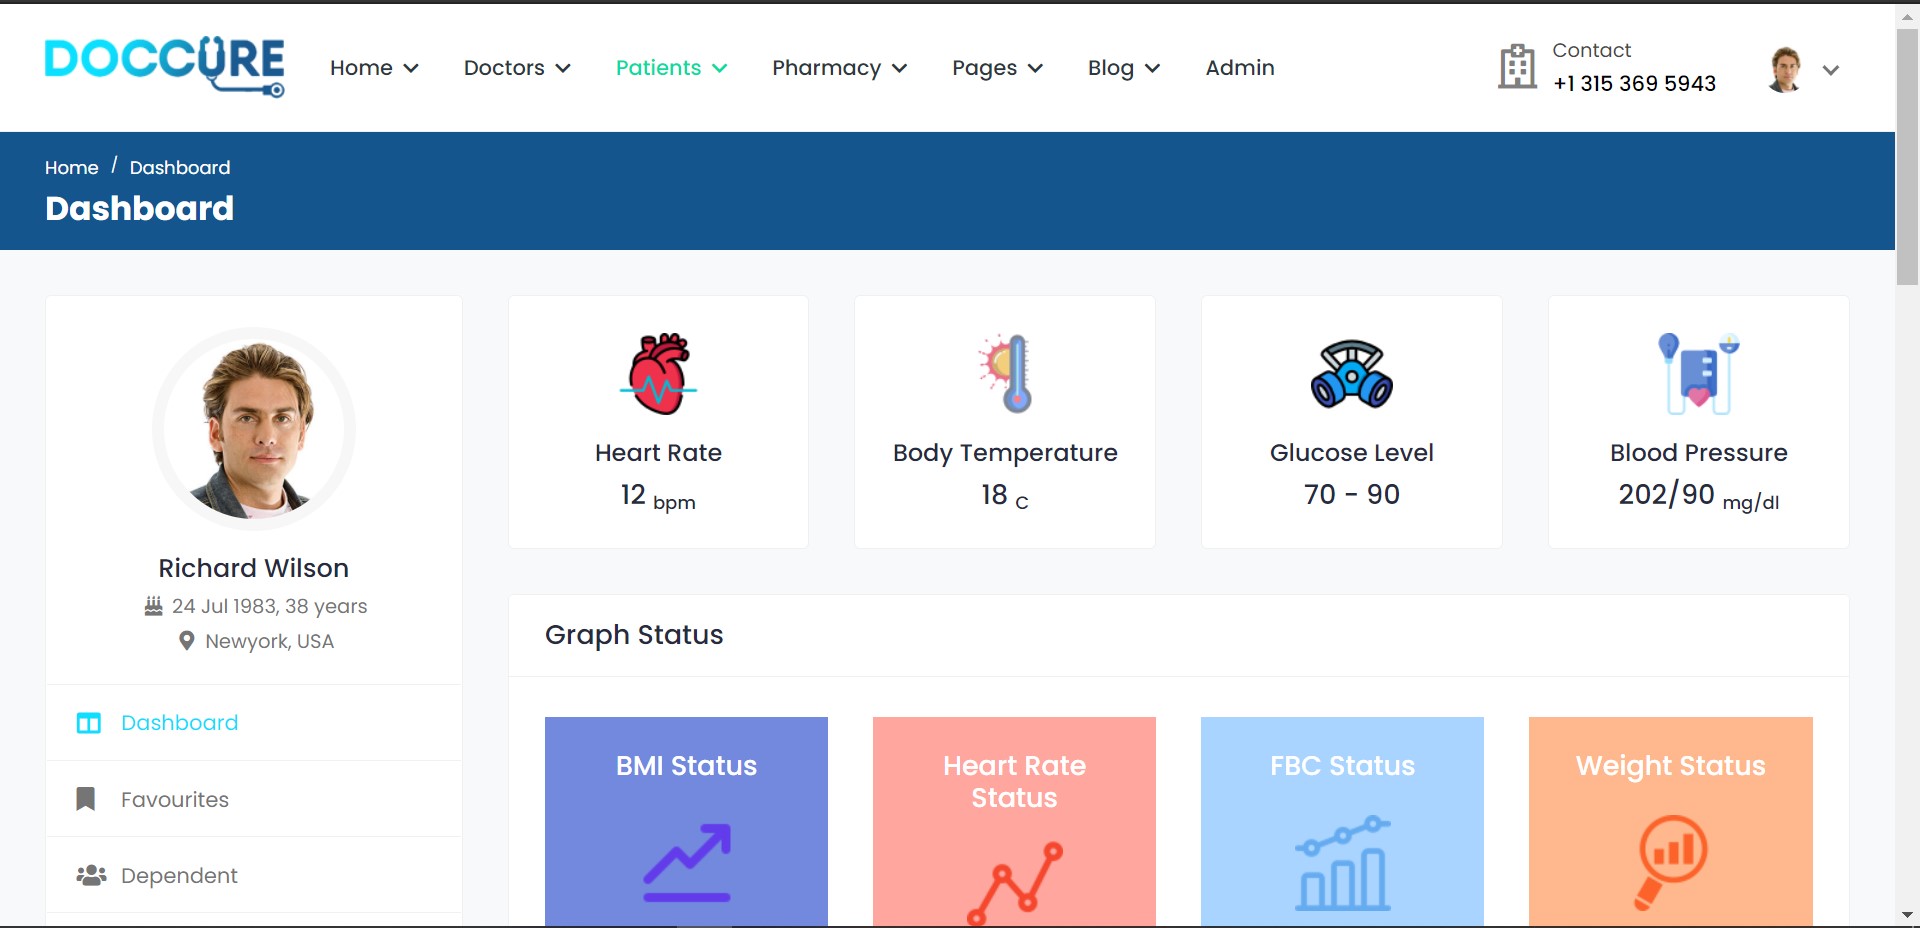 DOCCURE
Home
Doctors
Patients
Pharmacy
Pages
Blog
Admin
Contact
+1 315 369 5943
Home / Dashboard
Dashboard
Richard Wilson
24 Jul 1983, 38 years
Newyork, USA
Dashboard
Favourites
Dependent
Heart Rate
12 bpm
Body Temperature
18 C
Glucose Level
70 - 90
Blood Pressure
202/90 mg/dl
Graph Status
BMI Status
Heart Rate
Status
FBC Status
Weight Status